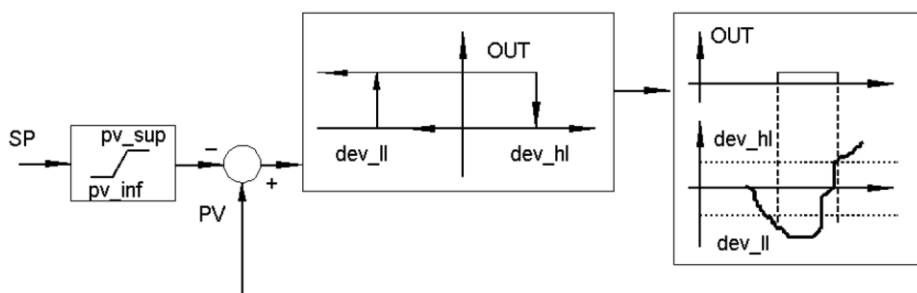 SP
pv_sup
pv_inf
−
+
PV
OUT
dev_ll
dev_hl
OUT
dev_hl
dev_ll